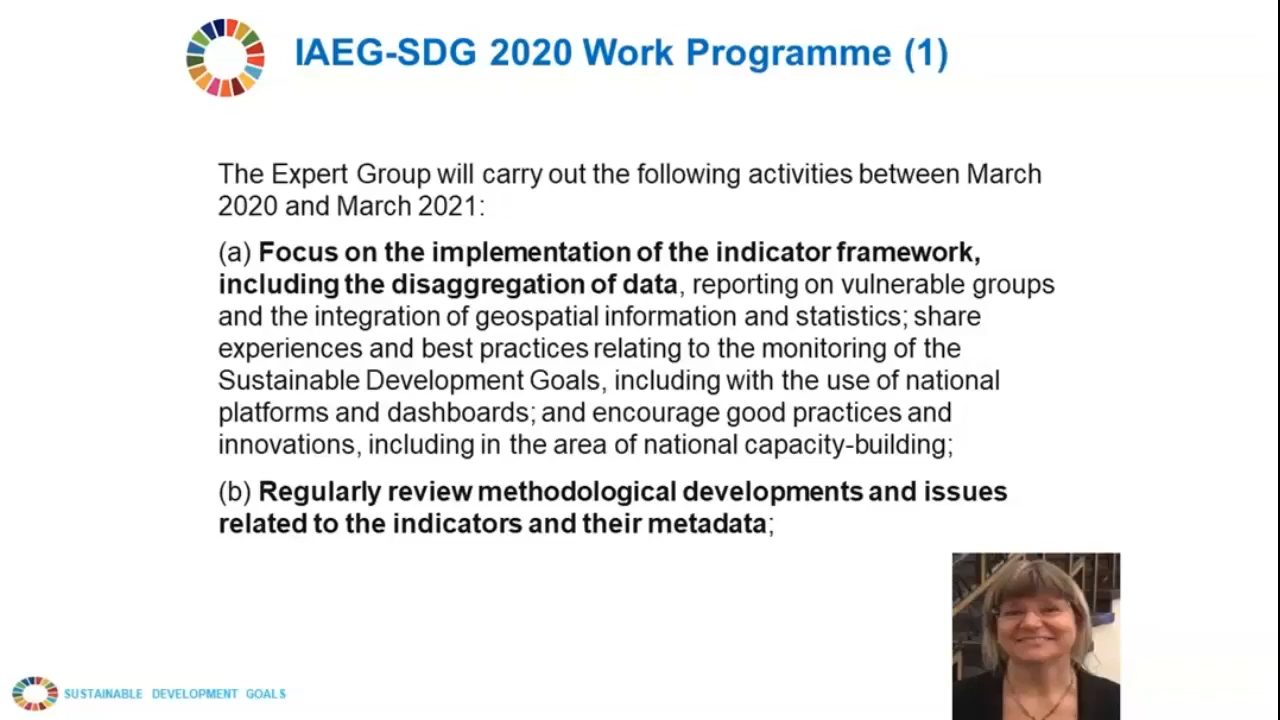 IAEG-SDG 2020 Work Programme (1)
The Expert Group will carry out the following activities between March
2020 and March 2021:
(a) Focus on the implementation of the indicator framework,
including the disaggregation of data, reporting on vulnerable groups
and the integration of geospatial information and statistics; share
experiences and best practices relating to the monitoring of the
Sustainable Development Goals, including with the use of national
platforms and dashboards; and encourage good practices and
innovations, including in the area of national capacity-building;
(b) Regularly review methodological developments and issues
related to the indicators and their metadata;
SUSTAINABLE DEVELOPMENT GOALS